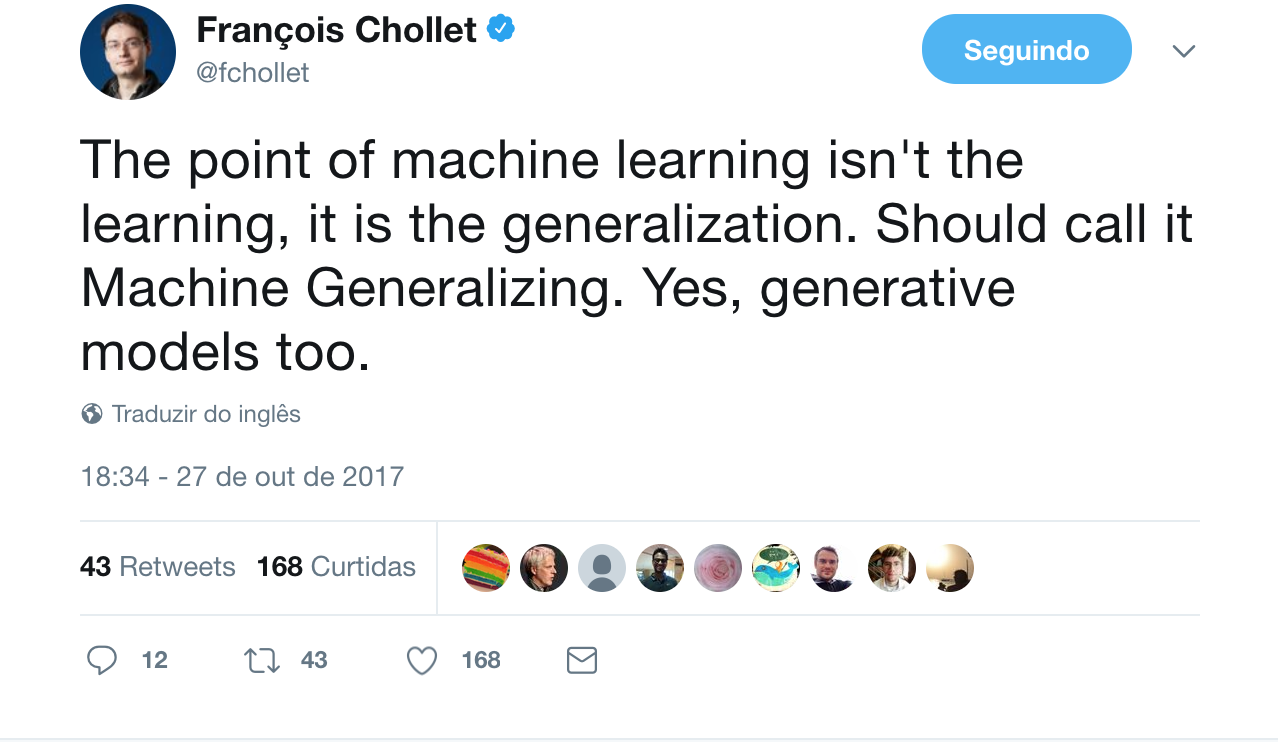 François Chollet
@fchollet
Seguindo
The point of machine learning isn't the
learning, it is the generalization. Should call it
Machine Generalizing. Yes, generative
models too.
Traduzir do inglês
18:34 - 27 de out de 2017
43 Retweets 168 Curtidas
12 43 168